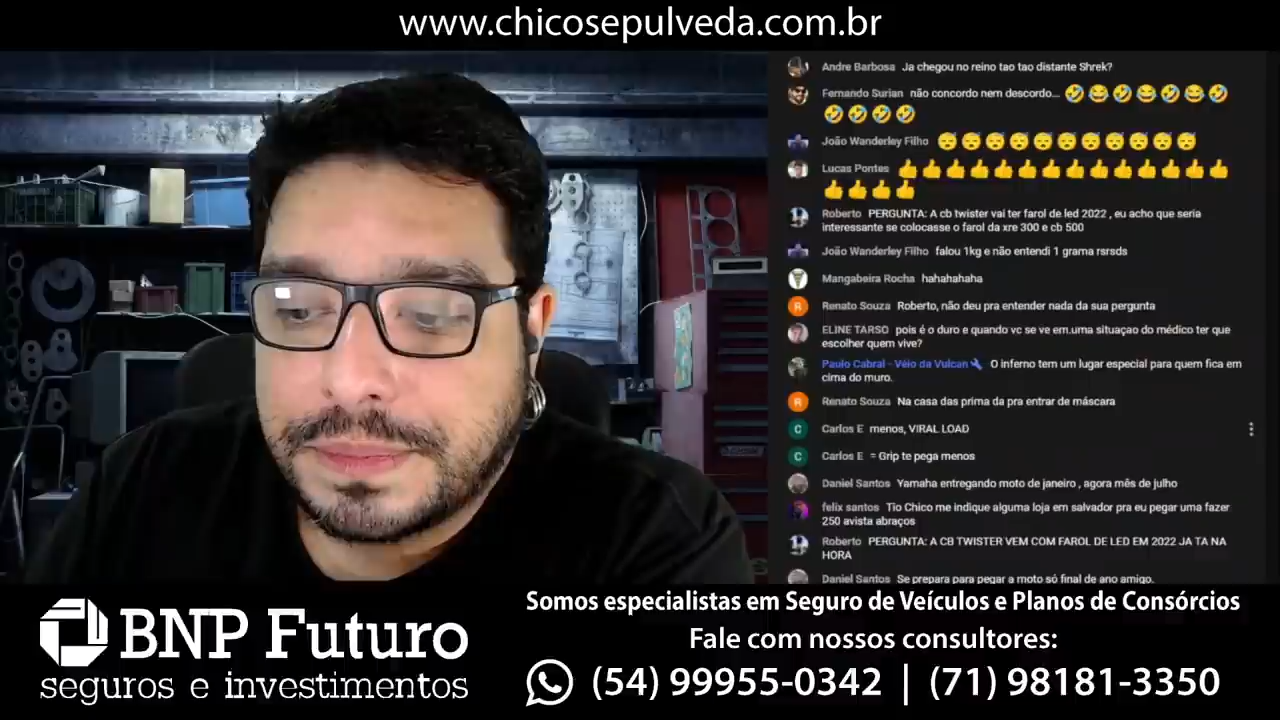 www.chicosepulveda.com.br
Andre Barbosa Ja chegou no reino tao tao distante Shrek?
Fernando Surian não concordo nem descordo... 🤣😂🤣😂🤣😂🤣
🤣🤣🤣🤣
João Wanderley Filho 😴😴😴😴😴😴😴😴😴😴😴
Lucas Pontes 👍👍👍👍👍👍👍👍👍👍👍👍👍👍
👍👍👍👍
Roberto PERGUNTA: A cb twister vai ter farol de led 2022 , eu acho que seria
interessante se colocasse o farol da xre 300 e cb 500
João Wanderley Filho falou 1kg e não entendi 1 grama rsrsds
Mangabeira Rocha hahahahaha
R Renato Souza Roberto, não deu pra entender nada da sua pergunta
ELINE TARSO pois é o duro e quando vc se ve em.uma situaçao do médico ter que
escolher quem vive?
Paulo Cabral - Véio da Vulcan🔧 O inferno tem um lugar especial para quem fica em
cima do muro.
R Renato Souza Na casa das prima da pra entrar de máscara
C Carlos E menos, VIRAL LOAD
C Carlos E = Grip te pega menos
Daniel Santos Yamaha entregando moto de janeiro , agora mês de julho
felix santos Tio Chico me indique alguma loja em salvador pra eu pegar uma fazer
250 avista abraços
Roberto PERGUNTA: A CB TWISTER VEM COM FAROL DE LED EM 2022 JA TA NA
HORA
Daniel Santos Se prepara para pegar a moto só final de ano amigo.
BNP Futuro
seguros e investimentos
Somos especialistas em Seguro de Veículos e Planos de Consórcios
Fale com nossos consultores:
(54) 99955-0342 | (71) 98181-3350